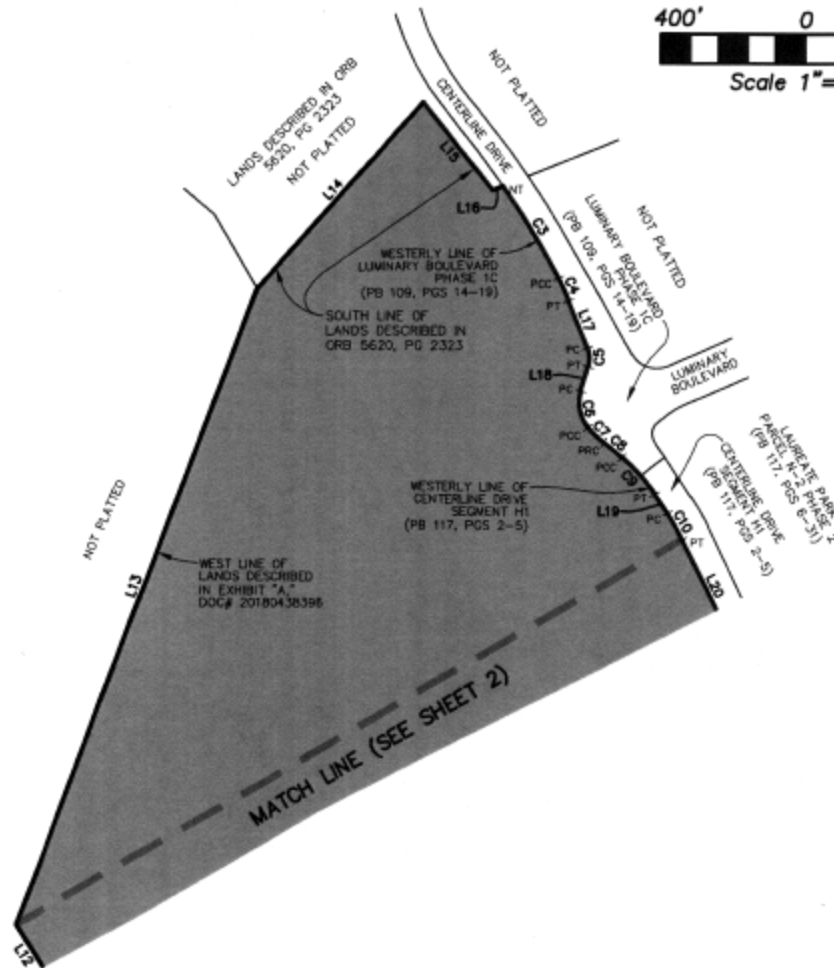 400'
0
Scale 1"=
LANDS DESCRIBED IN ORB
5620, PG 2323
NOT PLATTED
CENTERLINE DRIVE
NOT PLATTED
L14
L15
L16
NT
C3
LUMINARY BOULEVARD
PHASE 1C
(PB 109, PGS 14-19)
NOT PLATTED
WESTERLY LINE OF
LUMINARY BOULEVARD
PHASE 1C
(PB 109, PGS 14-19)
PCC
C4
PT
L17
SOUTH LINE OF
LANDS DESCRIBED IN
ORB 5620, PG 2323
PC
C5
PT
L18
PC
LUMINARY
BOULEVARD
C6
PCC
C7
PRC
C8
PCC
C9
LAUREATE PARK
PARCEL N-2 PHASE 2
(PB 117, PGS 6-31)
CENTERLINE DRIVE
SEGMENT H1
(PB 117, PGS 2-5)
WESTERLY LINE OF
CENTERLINE DRIVE
SEGMENT H1
(PB 117, PGS 2-5)
PT
L19
PC
C10
PT
NOT PLATTED
L13
WEST LINE OF
LANDS DESCRIBED
IN EXHIBIT "A,"
DOC# 20180438396
L20
MATCH LINE (SEE SHEET 2)
L12